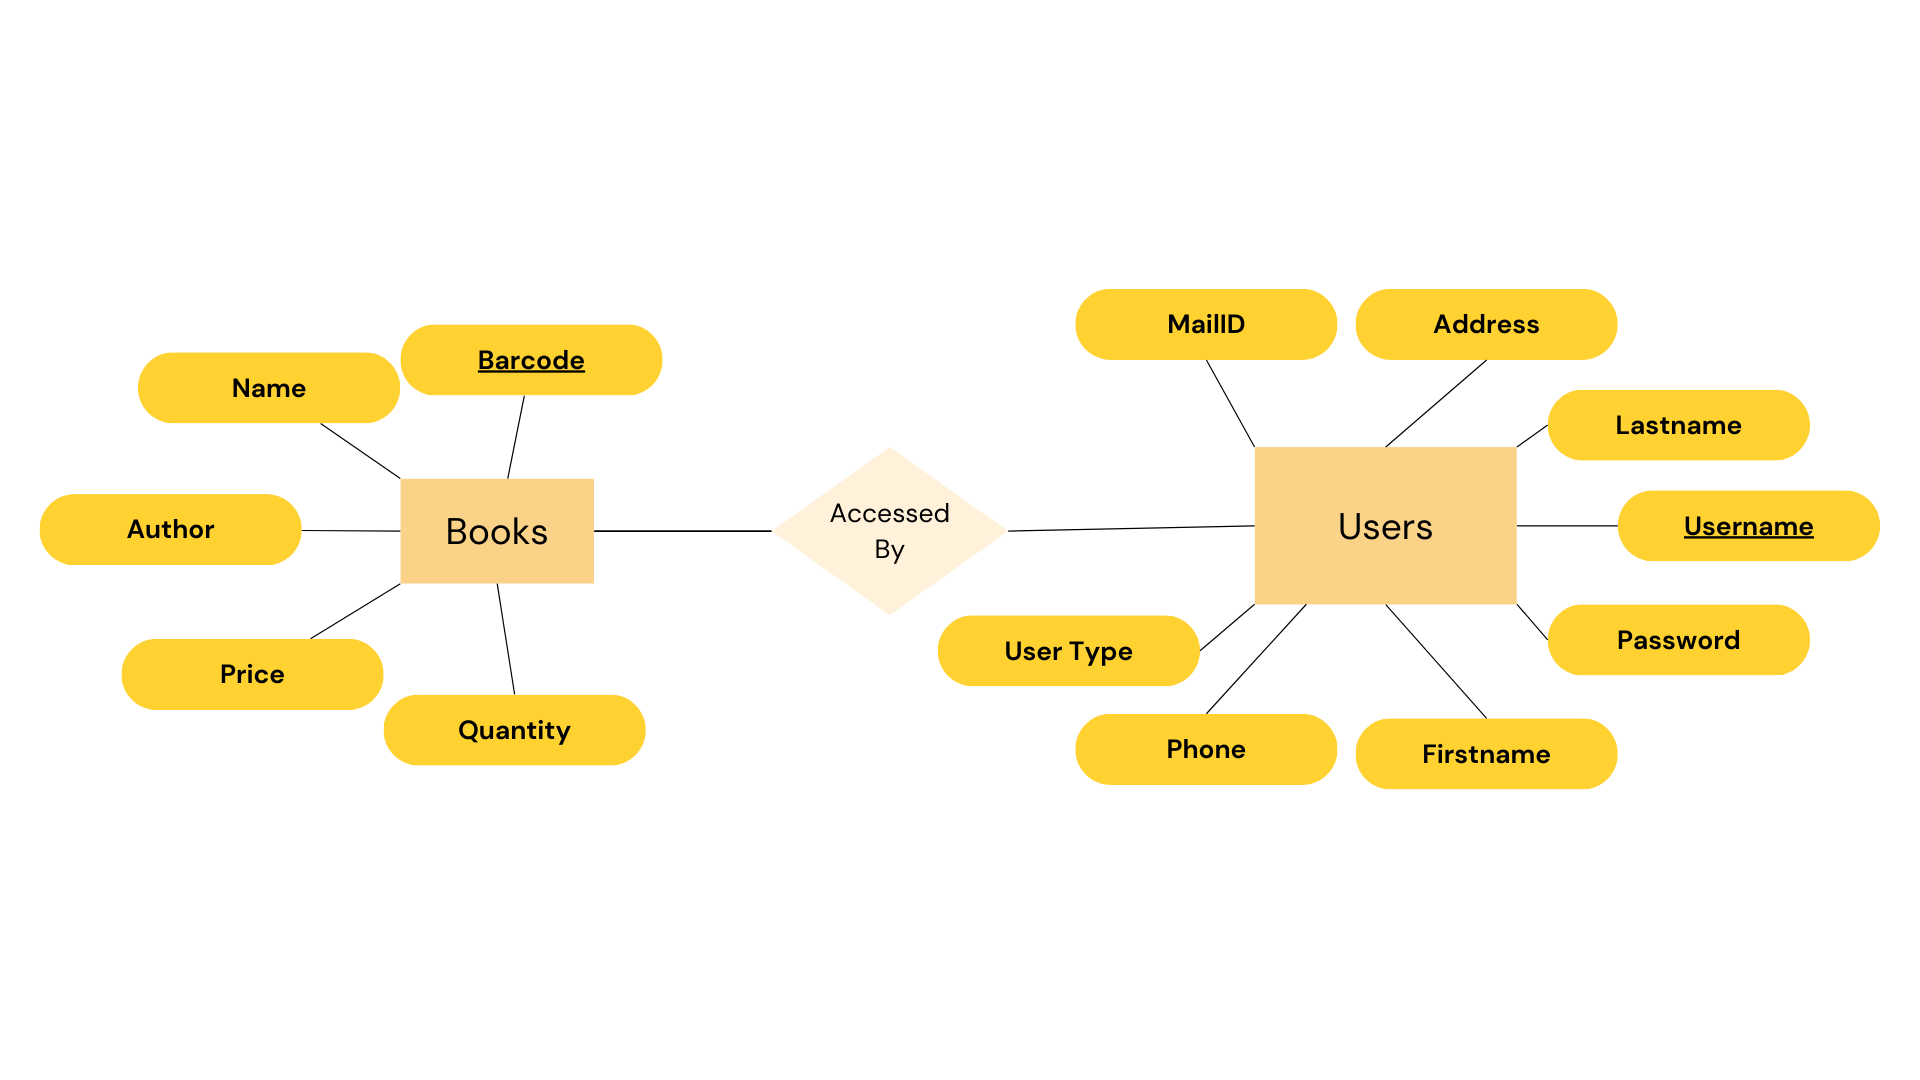 MailID
Address
Barcode
Name
Lastname
Accessed
By
Books
Users
Username
Author
Password
User Type
Price
Quantity
Phone
Firstname